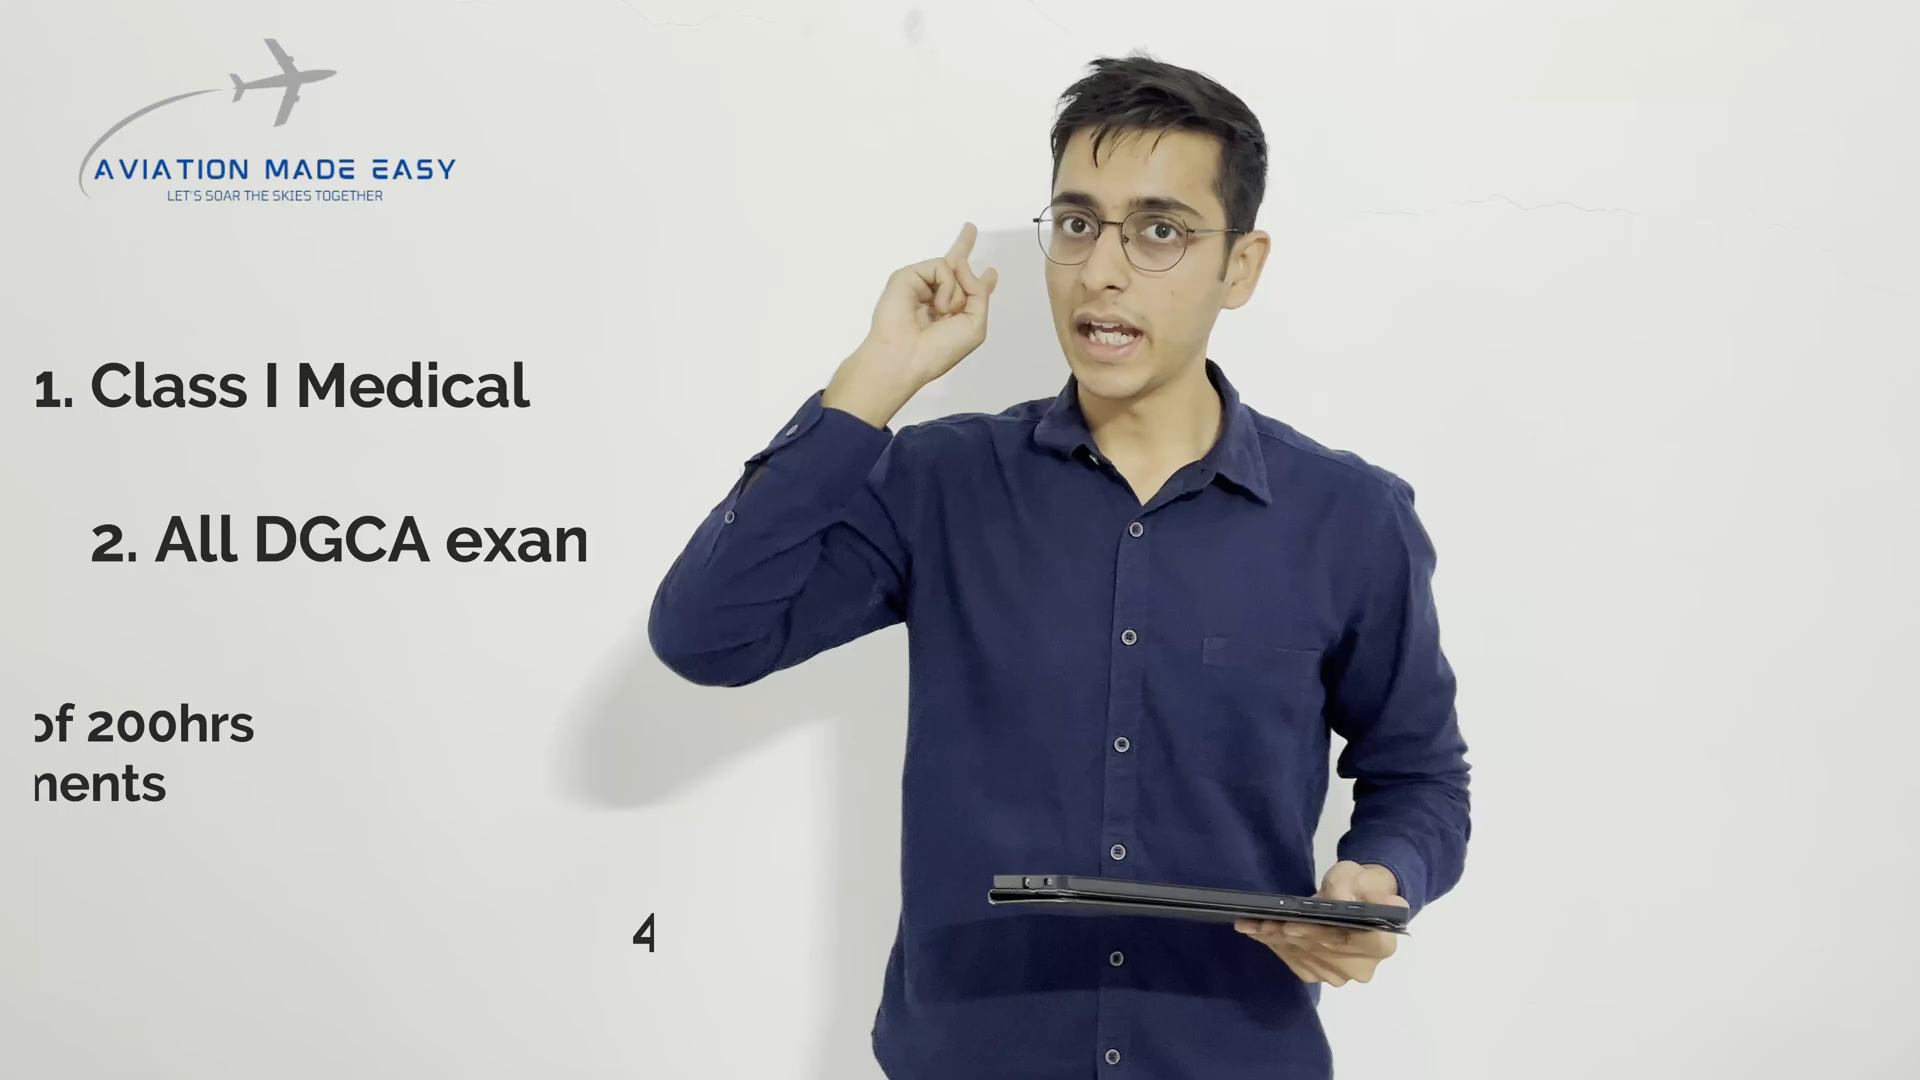 AVIATION MADE EASY
LET'S SOAR THE SKIES TOGETHER
1. Class I Medical
2. All DGCA exan
of 200hrs
nents
4